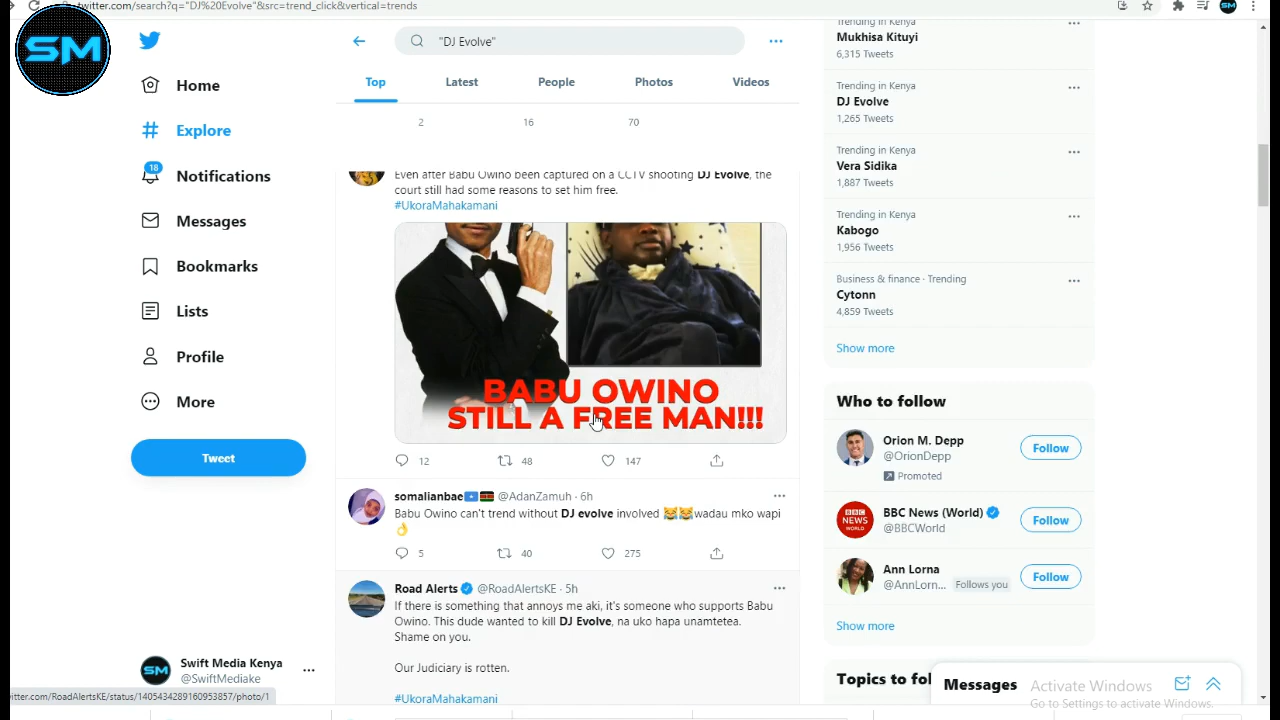 twitter.com/search?q="DJ%20Evolve"&src=trend_click&vertical=trends
SM
SM
Home
Explore
18
Notifications
Messages
Bookmarks
Lists
Profile
More
Tweet
SM
Swift Media Kenya
@SwiftMediake
itter.com/RoadAlertsKE/status/1405434289160953857/photo/1
"DJ Evolve"
Top
Latest
People
Photos
Videos
2
16
70
Even after Babu Owino been captured on a CCTV shooting DJ Evolve, the
court still had some reasons to set him free.
#UkoraMahakamani
BABU OWINO
STILL A FREE MAN!!!
12
48
147
somalianbae🇸🇴🇰🇪 @AdanZamuh · 6h
Babu Owino can't trend without DJ evolve involved 😹😹wadau mko wapi
👌
5
40
275
Road Alerts @RoadAlertsKE · 5h
If there is something that annoys me aki, it's someone who supports Babu
Owino. This dude wanted to kill DJ Evolve, na uko hapa unamtetea.
Shame on you.
Our Judiciary is rotten.
#UkoraMahakamani
Trending in Kenya
Mukhisa Kituyi
6,315 Tweets
Trending in Kenya
DJ Evolve
1,265 Tweets
Trending in Kenya
Vera Sidika
1,887 Tweets
Trending in Kenya
Kabogo
1,956 Tweets
Business & finance · Trending
Cytonn
4,859 Tweets
Show more
Who to follow
Orion M. Depp
@OrionDepp
Promoted
Follow
BBC
NEWS
WORLD
BBC News (World)
@BBCWorld
Follow
Ann Lorna
@AnnLorn... Follows you
Follow
Show more
Topics to fol
Messages
Activate Windows
Go to Settings to activate Windows.